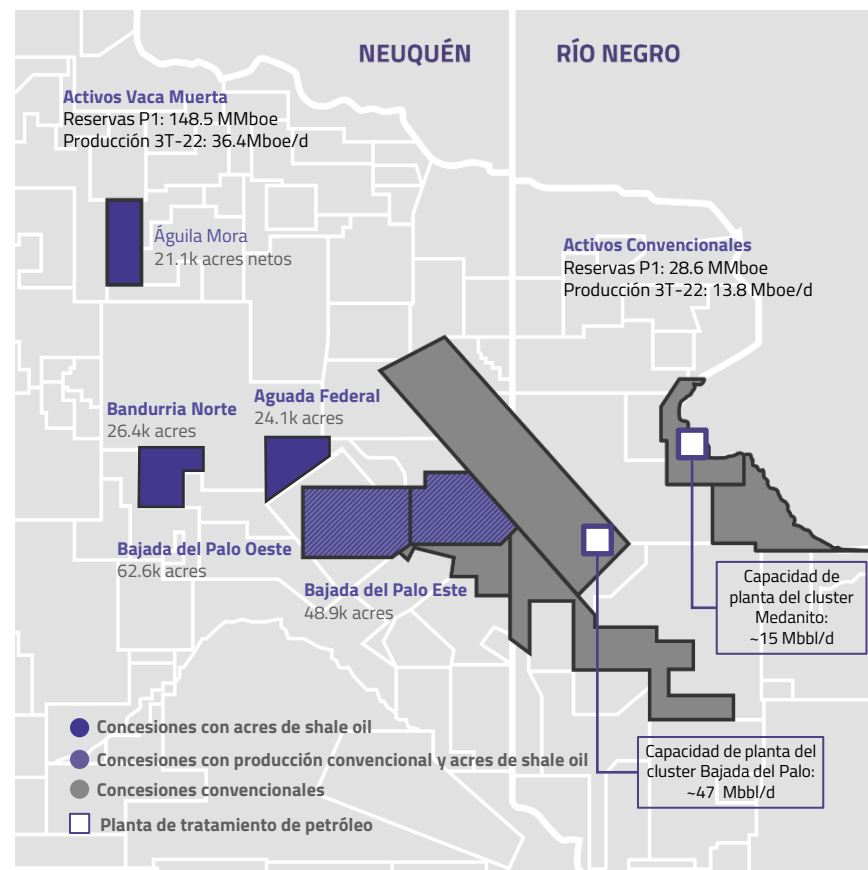 NEUQUÉN
RÍO NEGRO
Activos Vaca Muerta
Reservas P1: 148.5 MMboe
Producción 3T-22: 36.4Mboe/d
Águila Mora
21.1k acres netos
Activos Convencionales
Reservas P1: 28.6 MMboe
Producción 3T-22: 13.8 Mboe/d
Bandurria Norte
26.4k acres
Aguada Federal
24.1k acres
Bajada del Palo Oeste
62.6k acres
Bajada del Palo Este
48.9k acres
Capacidad de
planta del cluster
Medanito:
~15 Mbbl/d
Capacidad de planta del
cluster Bajada del Palo:
~47 Mbbl/d
Concesiones con acres de shale oil
Concesiones con producción convencional y acres de shale oil
Concesiones convencionales
Planta de tratamiento de petróleo